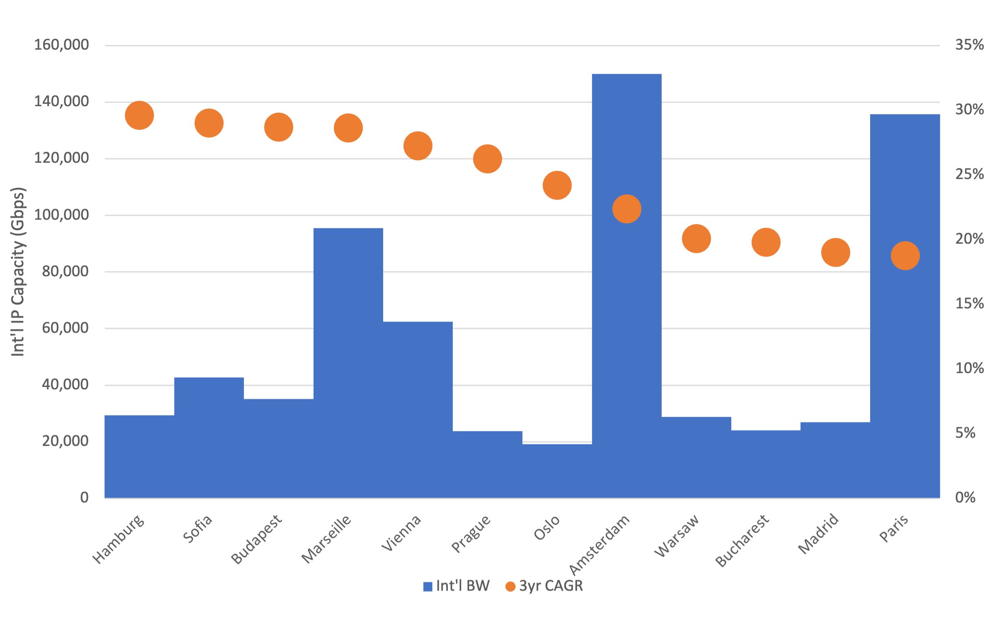 160,000
140,000
120,000
100,000
80,000
60,000
40,000
20,000
0
Int'l IP Capacity (Gbps)
35%
30%
25%
20%
15%
10%
5%
0%
Hamburg
Sofia
Budapest
Marseille
Vienna
Prague
Oslo
Amsterdam
Warsaw
Bucharest
Madrid
Paris
Int'l BW
3yr CAGR